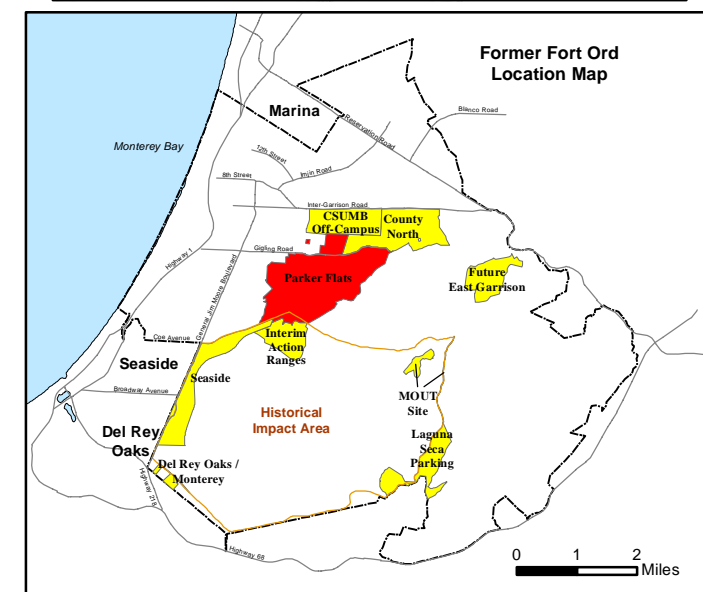 Former Fort Ord
Location Map
Marina
Blanco Road
Reservation Road
Monterey Bay
12th Street
Imjin Road
8th Street
Inter-Garrison Road
CSUMB
Off-Campus
County
North
Gigling Road
Highway 1
General Jim Moore Boulevard
Parker Flats
Future
East Garrison
Coe Avenue
Interim
Action
Ranges
Seaside
Seaside
Broadway Avenue
MOUT
Site
Historical
Impact Area
Del Rey
Oaks
Laguna
Seca
Parking
Del Rey Oaks /
Monterey
Highway 218
Highway 68
0 1 2
Miles